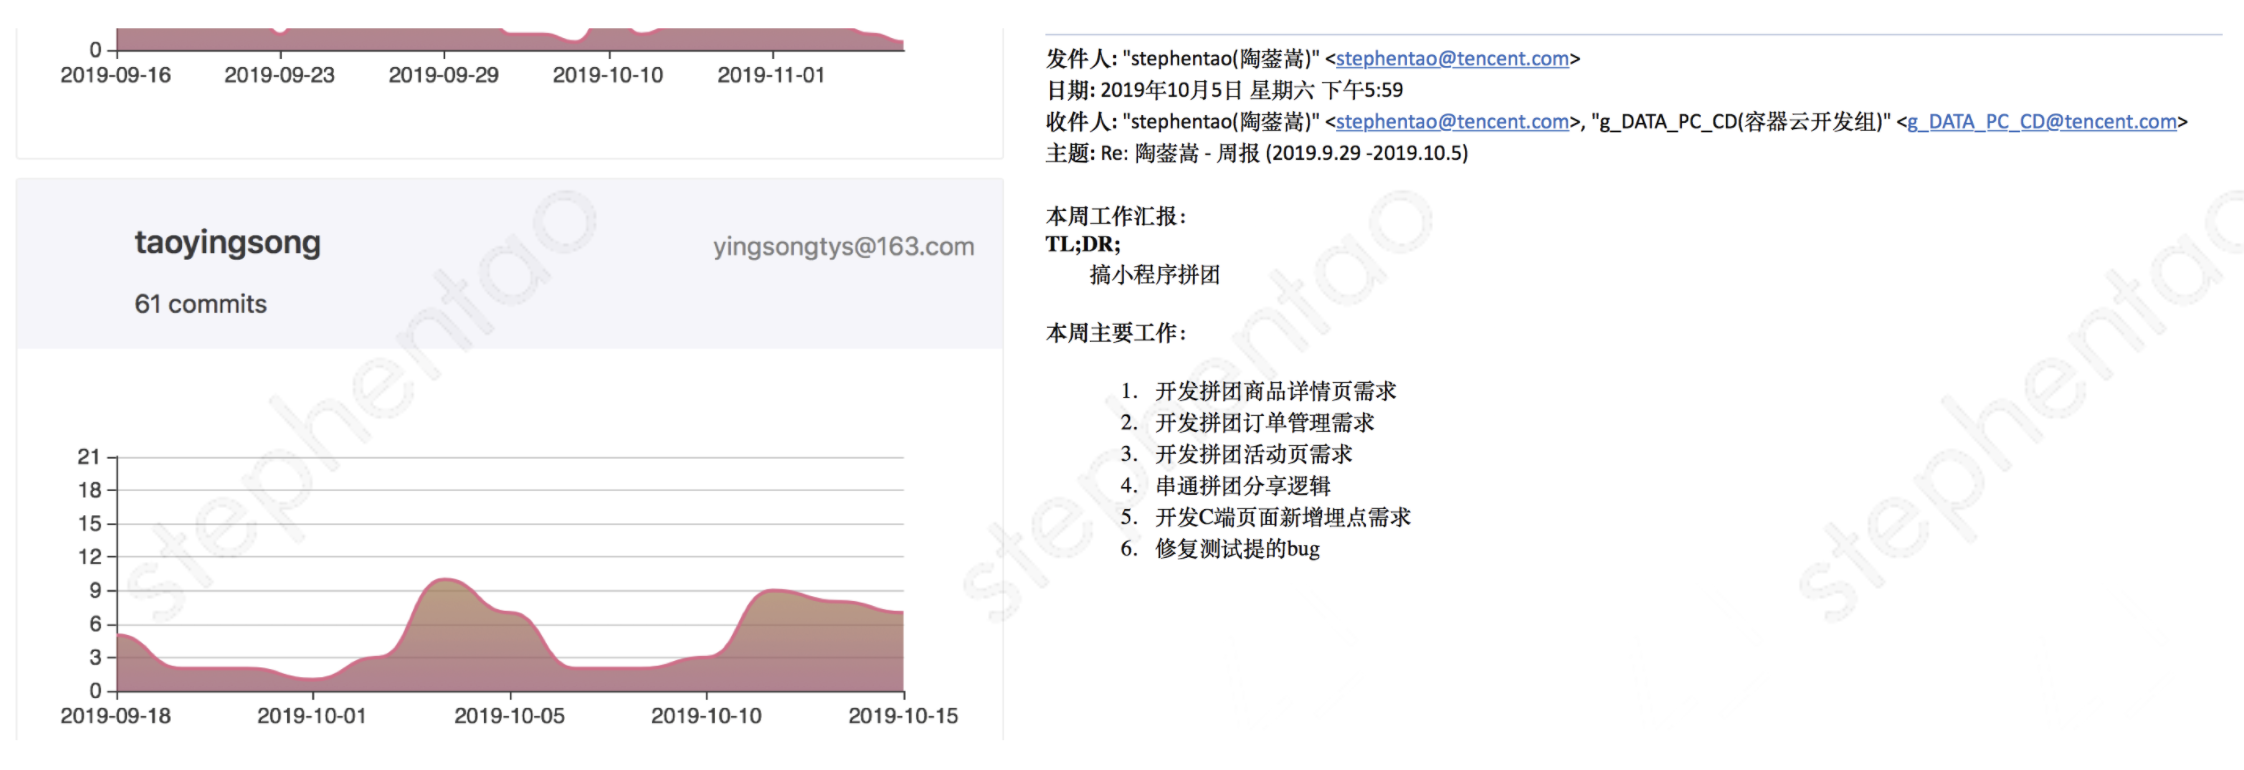 0
2019-09-16 2019-09-23 2019-09-29 2019-10-10 2019-11-01
taoyingsong
yingsongtys@163.com
61 commits
21
18
15
12
9
6
3
0
2019-09-18 2019-10-01 2019-10-05 2019-10-10 2019-10-15
发件人: "stephentao(陶蓥嵩)" <stephentao@tencent.com>
日期: 2019年10月5日 星期六 下午5:59
收件人: "stephentao(陶蓥嵩)" <stephentao@tencent.com>, "g_DATA_PC_CD(容器云开发组)" <g_DATA_PC_CD@tencent.com>
主题: Re: 陶蓥嵩 - 周报 (2019.9.29 -2019.10.5)
本周工作汇报：
TL;DR;
搞小程序拼团
本周主要工作：
1. 开发拼团商品详情页需求
2. 开发拼团订单管理需求
3. 开发拼团活动页需求
4. 串通拼团分享逻辑
5. 开发C端页面新增埋点需求
6. 修复测试提的bug
stephentao
stephentao
stephentao